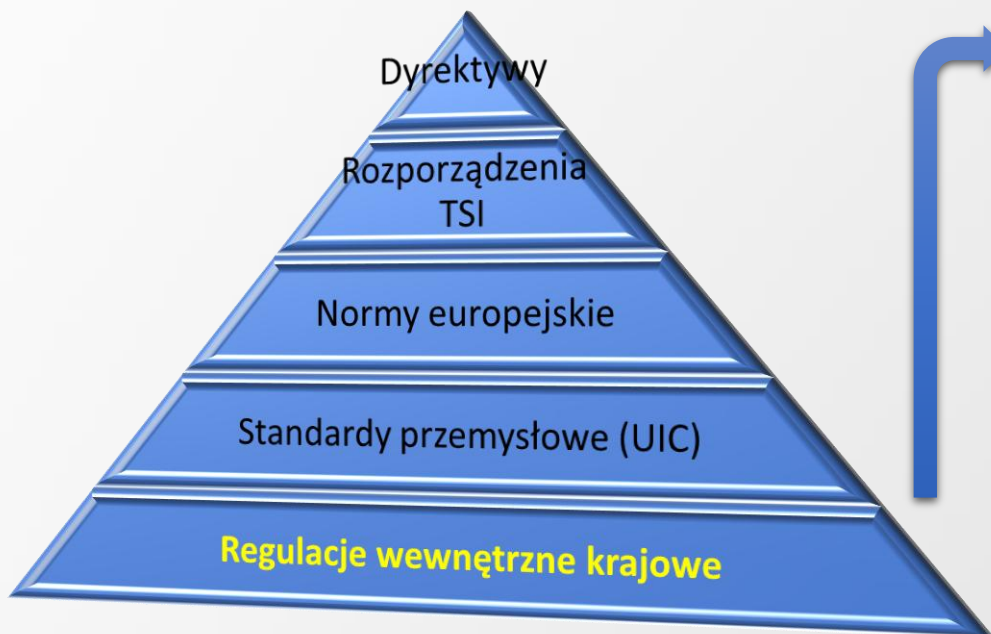 Dyrektywy
Rozporządzenia
TSI
Normy europejskie
Standardy przemysłowe (UIC)
Regulacje wewnętrzne krajowe